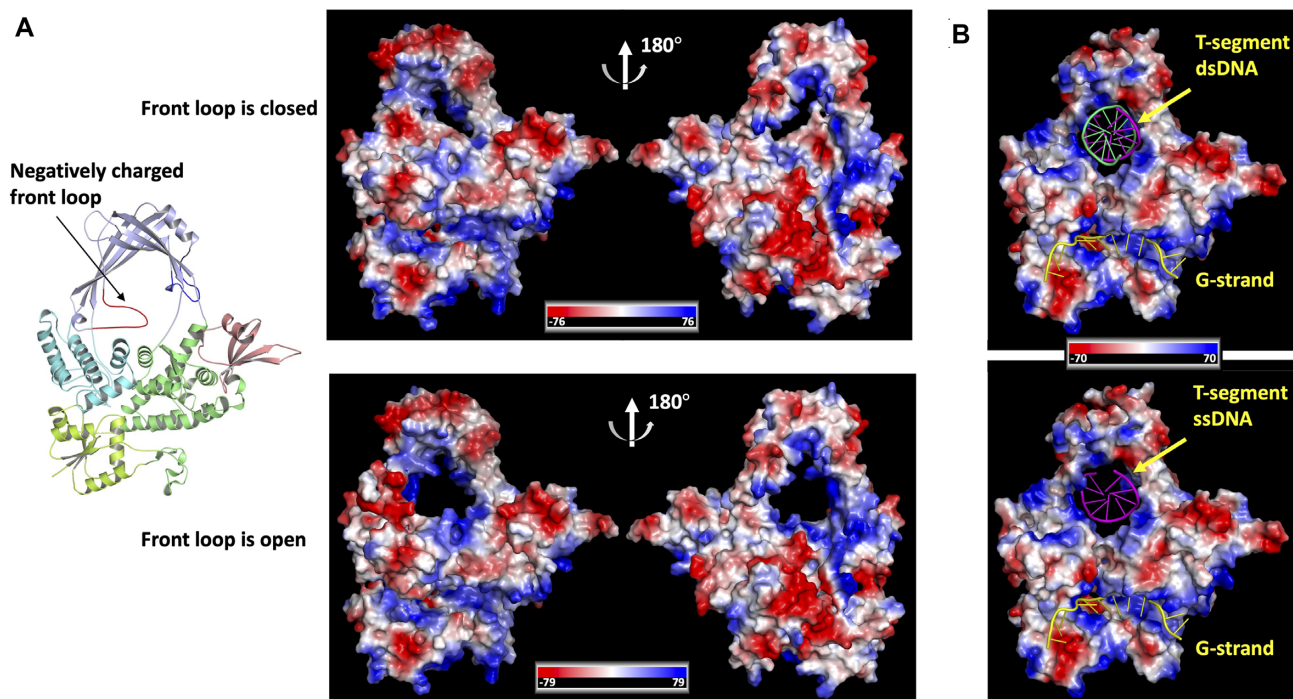 A
Front loop is closed
Negatively charged
front loop
Front loop is open
180°
-76 76
180°
-79 79
B
T-segment
dsDNA
G-strand
-70 70
T-segment
ssDNA
G-strand